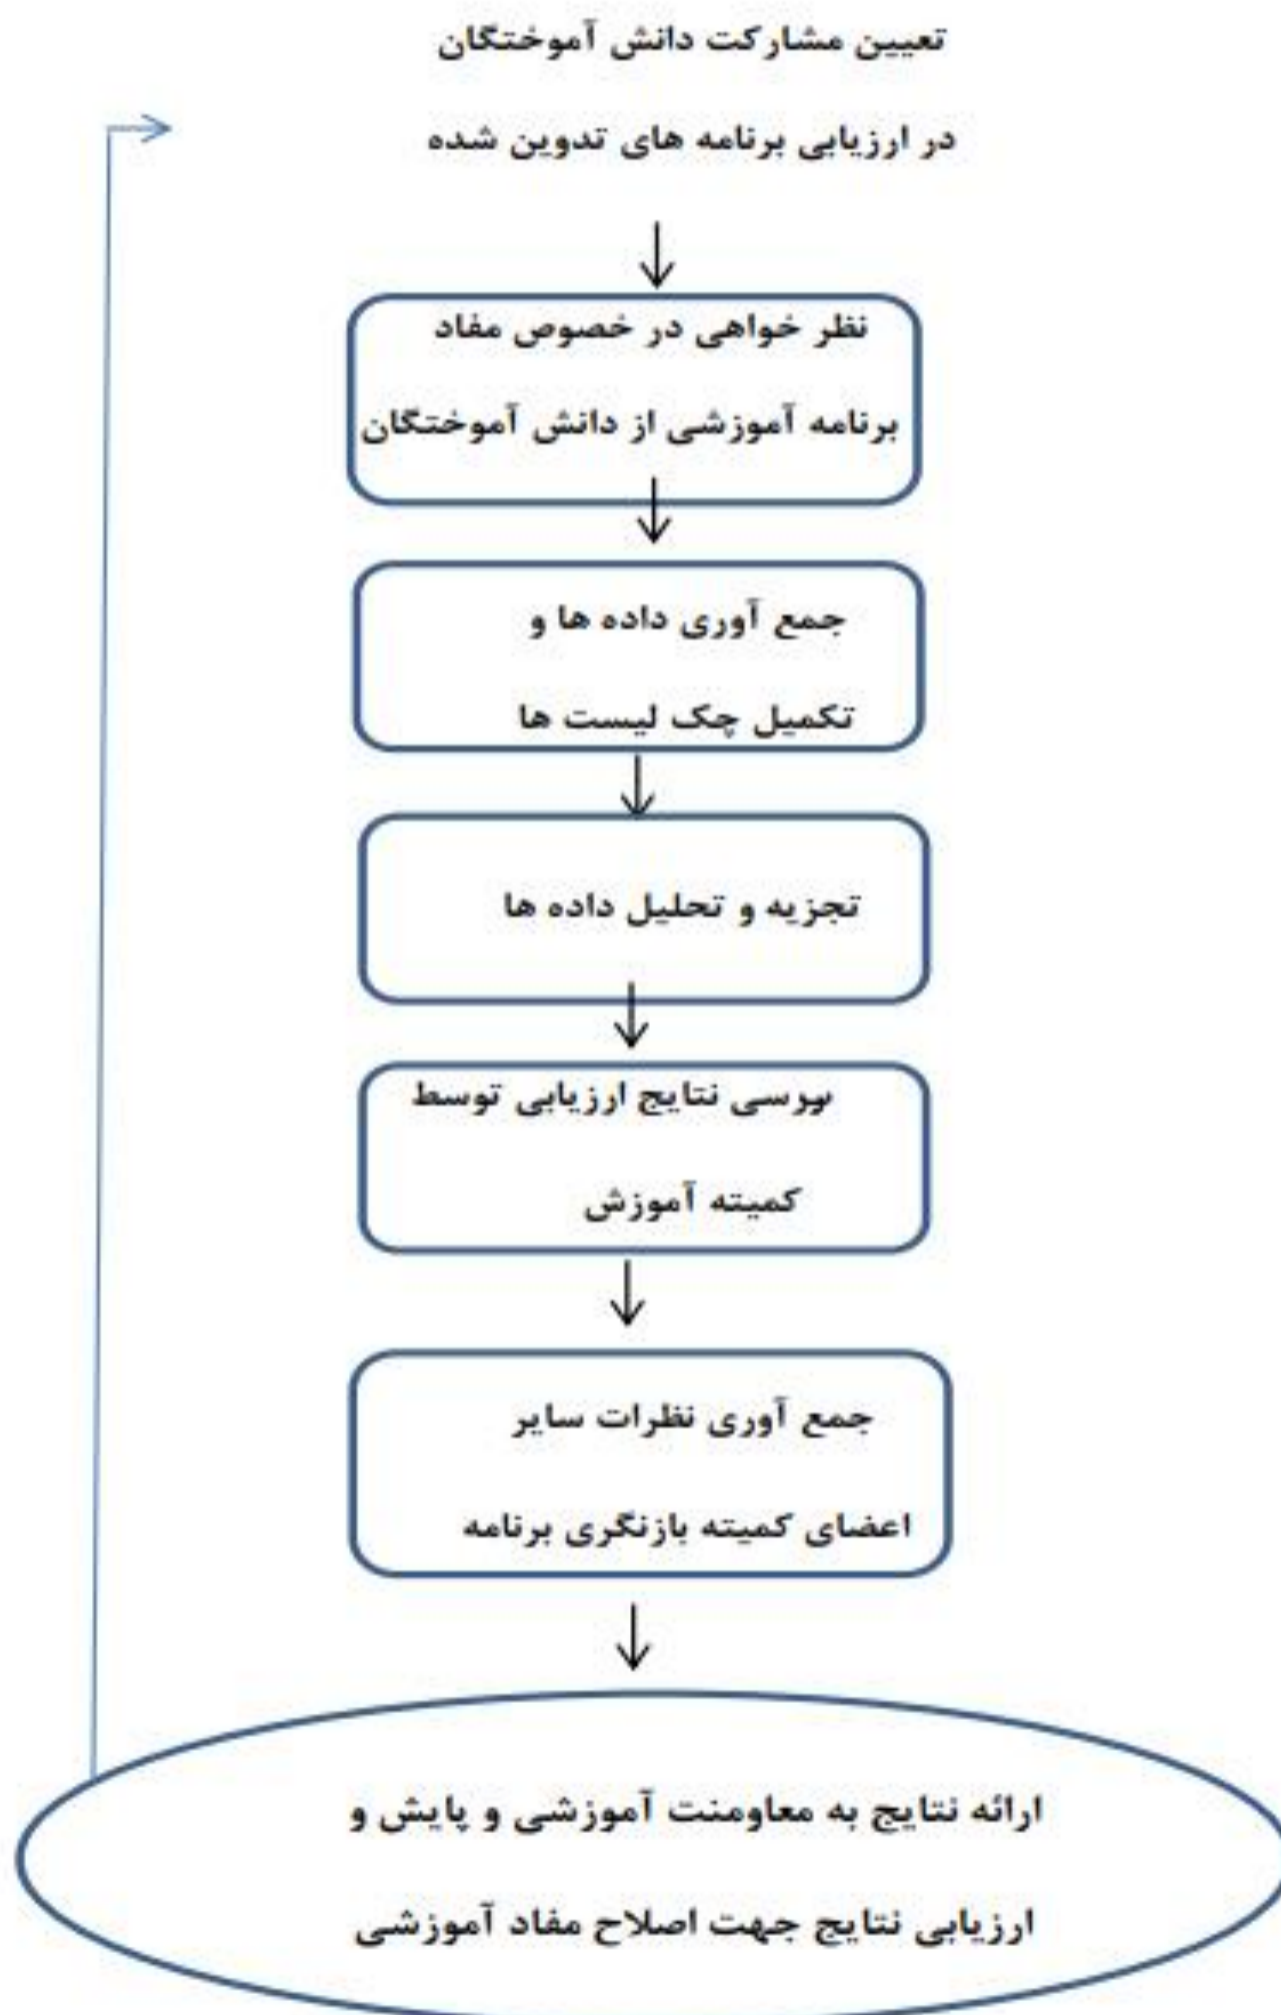 تعیین مشارکت دانش آموختگان
در ارزیابی برنامه های تدوین شده
نظر خواهی در خصوص مفاد
برنامه آموزشی از دانش آموختگان
جمع آوری داده ها و
تکمیل چک لیست ها
تجزیه و تحلیل داده ها
بررسی نتایج ارزیابی توسط
کمیته آموزش
جمع آوری نظرات سایر
اعضای کمیته بازنگری برنامه
ارائه نتایج به معاومنت آموزشی و پایش و
ارزیابی نتایج جهت اصلاح مفاد آموزشی